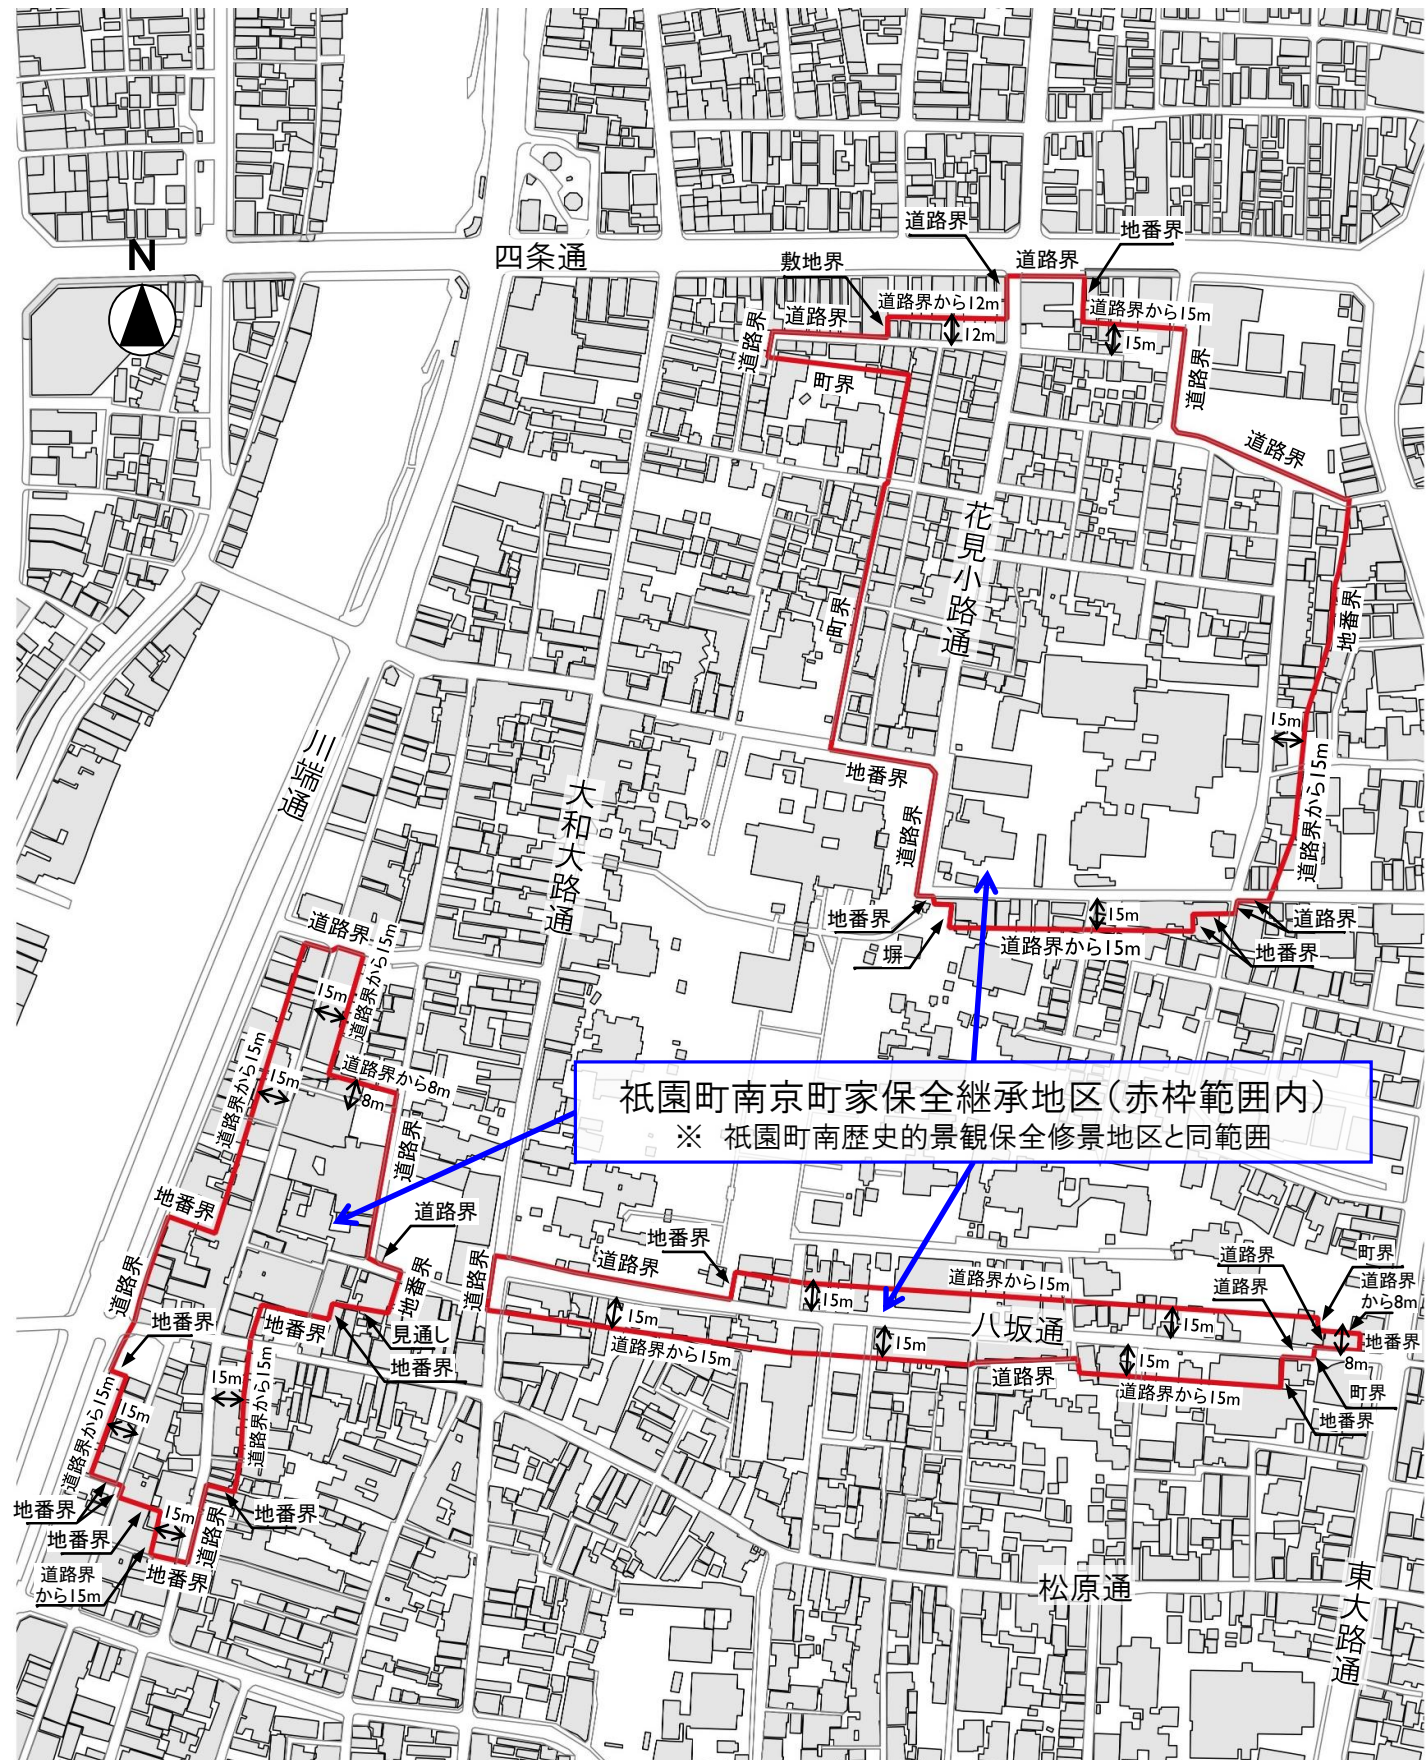 道路界
地番界
N
四条通
敷地界
道路界
道路界から12m
道路界から15m
道路界
道路界
12m
15m
町界
道路界
道路界
花見小路通
町界
地番界
15m
地番界
道路界から15m
川端通
大和大路通
道路界
地番界
15m
道路界
塀
道路界から15m
地番界
道路界
道路界から15m
15m
道路界から15m
15m
道路界から8m
8m
道路界
祇園町南京町家保全継承地区(赤枠範囲内)
※ 祇園町南歴史的景観保全修景地区と同範囲
地番界
道路界
地番界
道路界
道路界
地番界
道路界
道路界から15m
道路界
道路界
町界
道路界
から8m
地番界
8m
町界
地番界
15m
15m
15m
15m
15m
八坂通
道路界から15m
道路界
道路界から15m
地番界
地番界
見通し
地番界
道路界から15m
15m
15m
道路界から15m
地番界
地番界
15m
道路界
地番界
道路界
から15m
地番界
松原通
東大路通